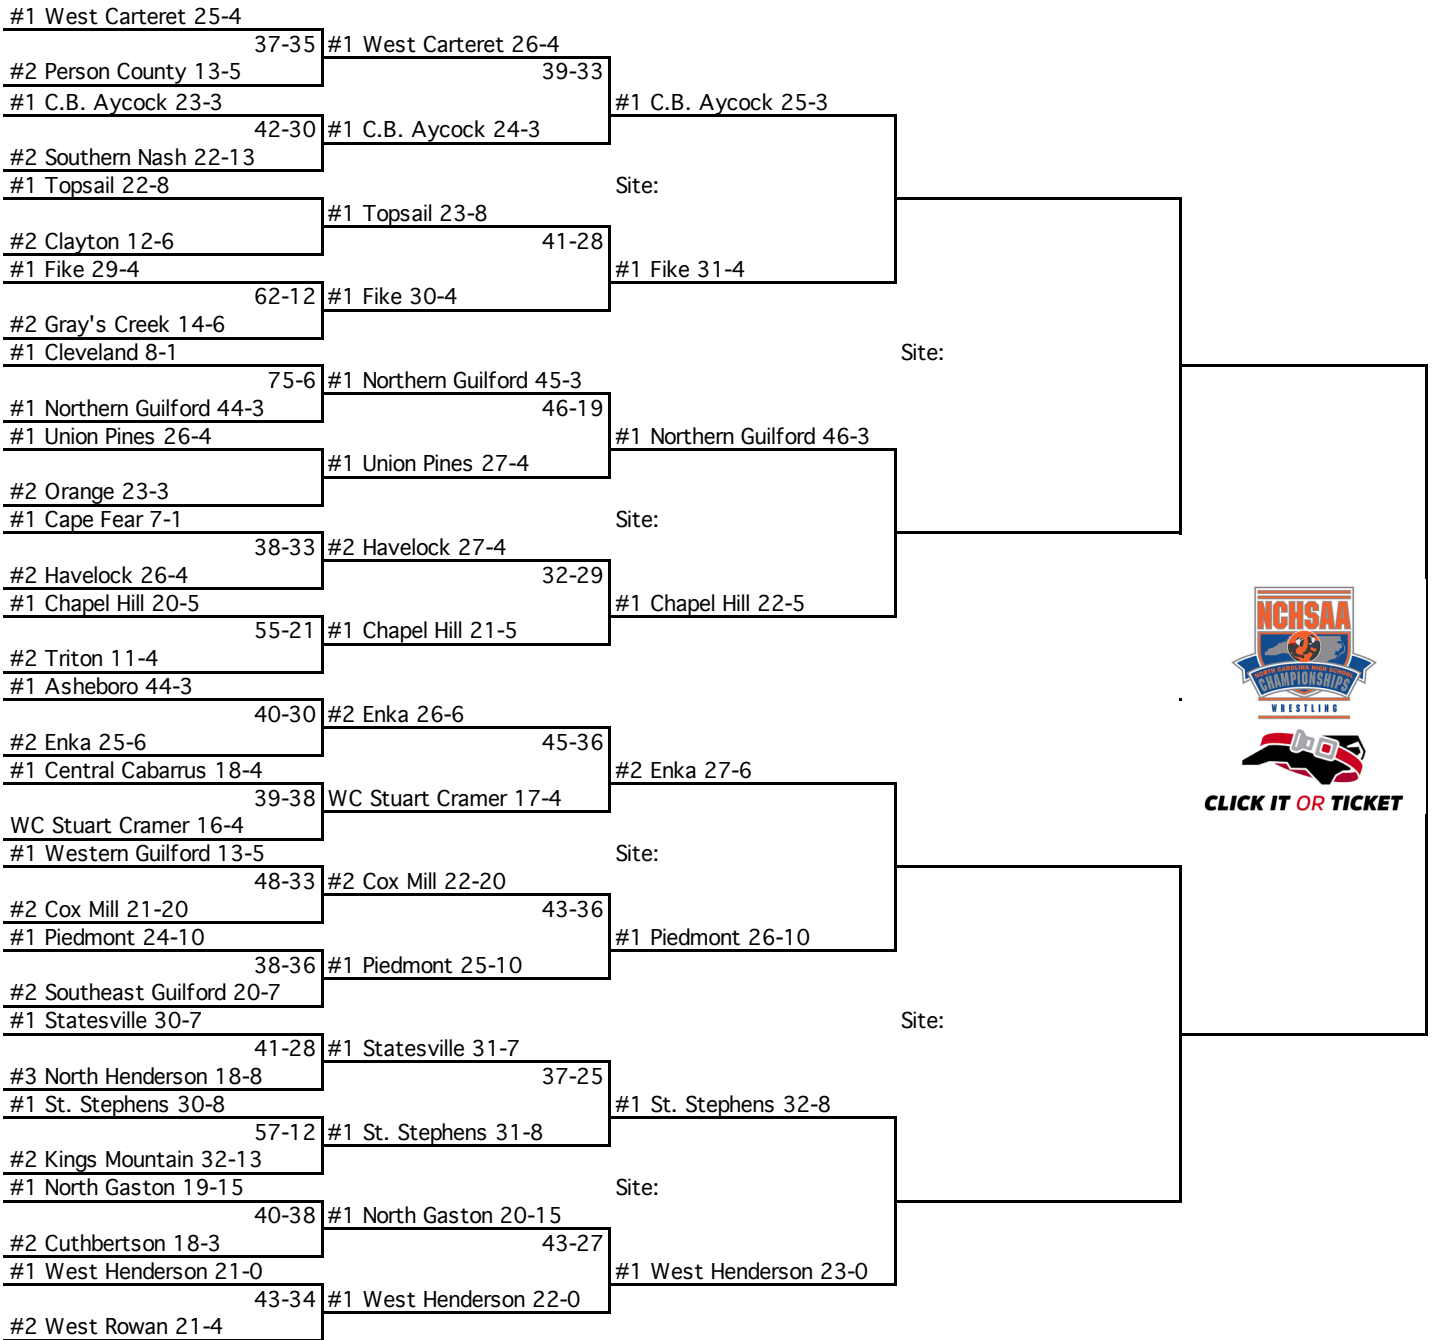 #1 West Carteret 25-4
37-35 #1 West Carteret 26-4
#2 Person County 13-5
39-33
#1 C.B. Aycock 23-3
#1 C.B. Aycock 25-3
42-30 #1 C.B. Aycock 24-3
#2 Southern Nash 22-13
#1 Topsail 22-8
Site:
#1 Topsail 23-8
#2 Clayton 12-6
41-28
#1 Fike 29-4
#1 Fike 31-4
62-12 #1 Fike 30-4
#2 Gray's Creek 14-6
#1 Cleveland 8-1
Site:
75-6 #1 Northern Guilford 45-3
#1 Northern Guilford 44-3
46-19
#1 Union Pines 26-4
#1 Northern Guilford 46-3
#1 Union Pines 27-4
#2 Orange 23-3
#1 Cape Fear 7-1
Site:
38-33 #2 Havelock 27-4
#2 Havelock 26-4
32-29
#1 Chapel Hill 20-5
#1 Chapel Hill 22-5
55-21 #1 Chapel Hill 21-5
#2 Triton 11-4
NCHSAA
NORTH CAROLINA HIGH SCHOOL
CHAMPIONSHIPS
WRESTLING
#1 Asheboro 44-3
40-30 #2 Enka 26-6
#2 Enka 25-6
45-36
#1 Central Cabarrus 18-4
#2 Enka 27-6
39-38 WC Stuart Cramer 17-4
CLICK IT OR TICKET
WC Stuart Cramer 16-4
#1 Western Guilford 13-5
Site:
48-33 #2 Cox Mill 22-20
#2 Cox Mill 21-20
43-36
#1 Piedmont 24-10
#1 Piedmont 26-10
38-36 #1 Piedmont 25-10
#2 Southeast Guilford 20-7
#1 Statesville 30-7
Site:
41-28 #1 Statesville 31-7
#3 North Henderson 18-8
37-25
#1 St. Stephens 30-8
#1 St. Stephens 32-8
57-12 #1 St. Stephens 31-8
#2 Kings Mountain 32-13
#1 North Gaston 19-15
Site:
40-38 #1 North Gaston 20-15
#2 Cuthbertson 18-3
43-27
#1 West Henderson 21-0
#1 West Henderson 23-0
43-34 #1 West Henderson 22-0
#2 West Rowan 21-4